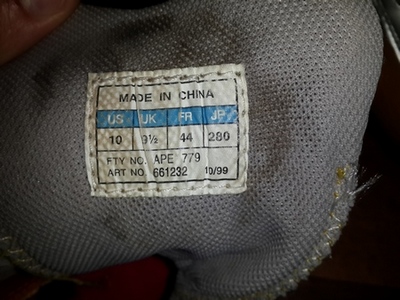 MADE IN CHINA
US UK FR JP
10 9½ 44 280
FTY NO. APE 779
ART NO. 661232 10/99